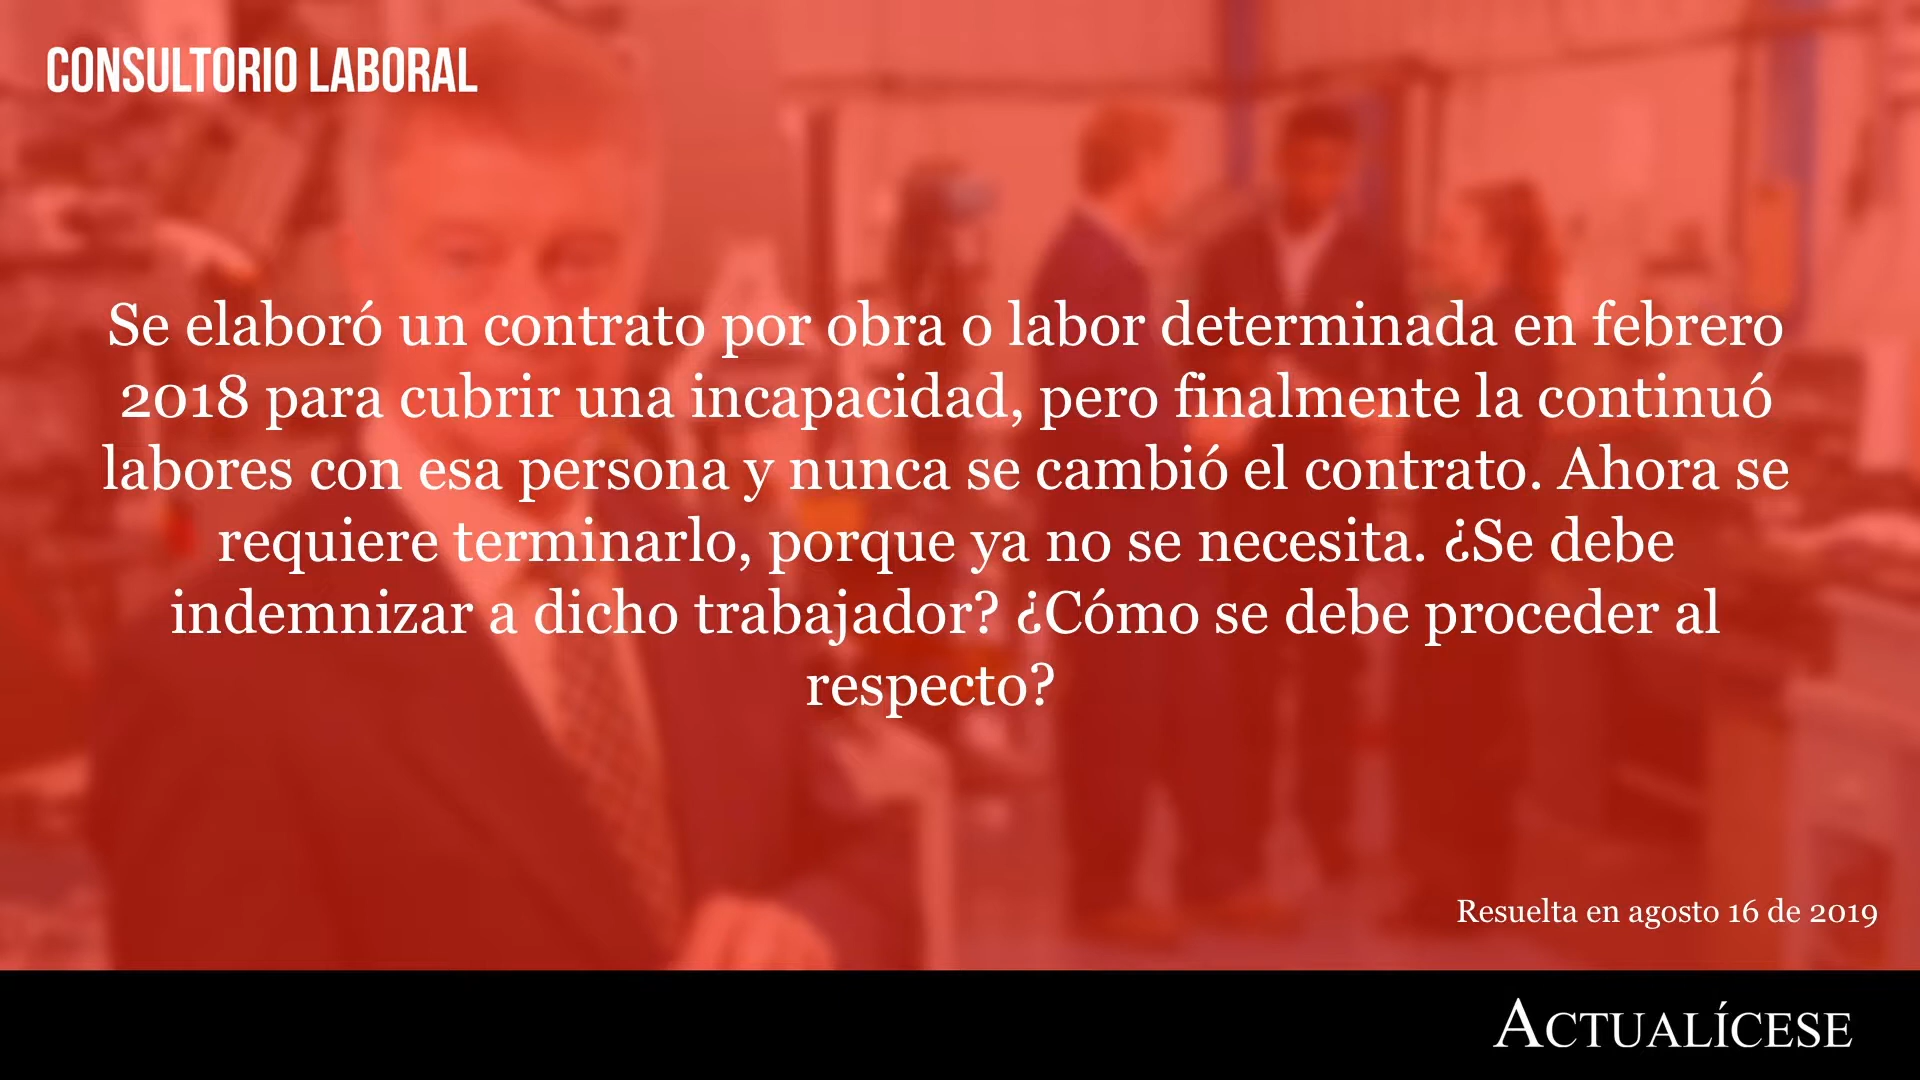 CONSULTORIO LABORAL
Se elaboró un contrato por obra o labor determinada en febrero
2018 para cubrir una incapacidad, pero finalmente la continuó
labores con esa persona y nunca se cambió el contrato. Ahora se
requiere terminarlo, porque ya no se necesita. ¿Se debe
indemnizar a dicho trabajador? ¿Cómo se debe proceder al
respecto?
Resuelta en agosto 16 de 2019
ACTUALÍCESE